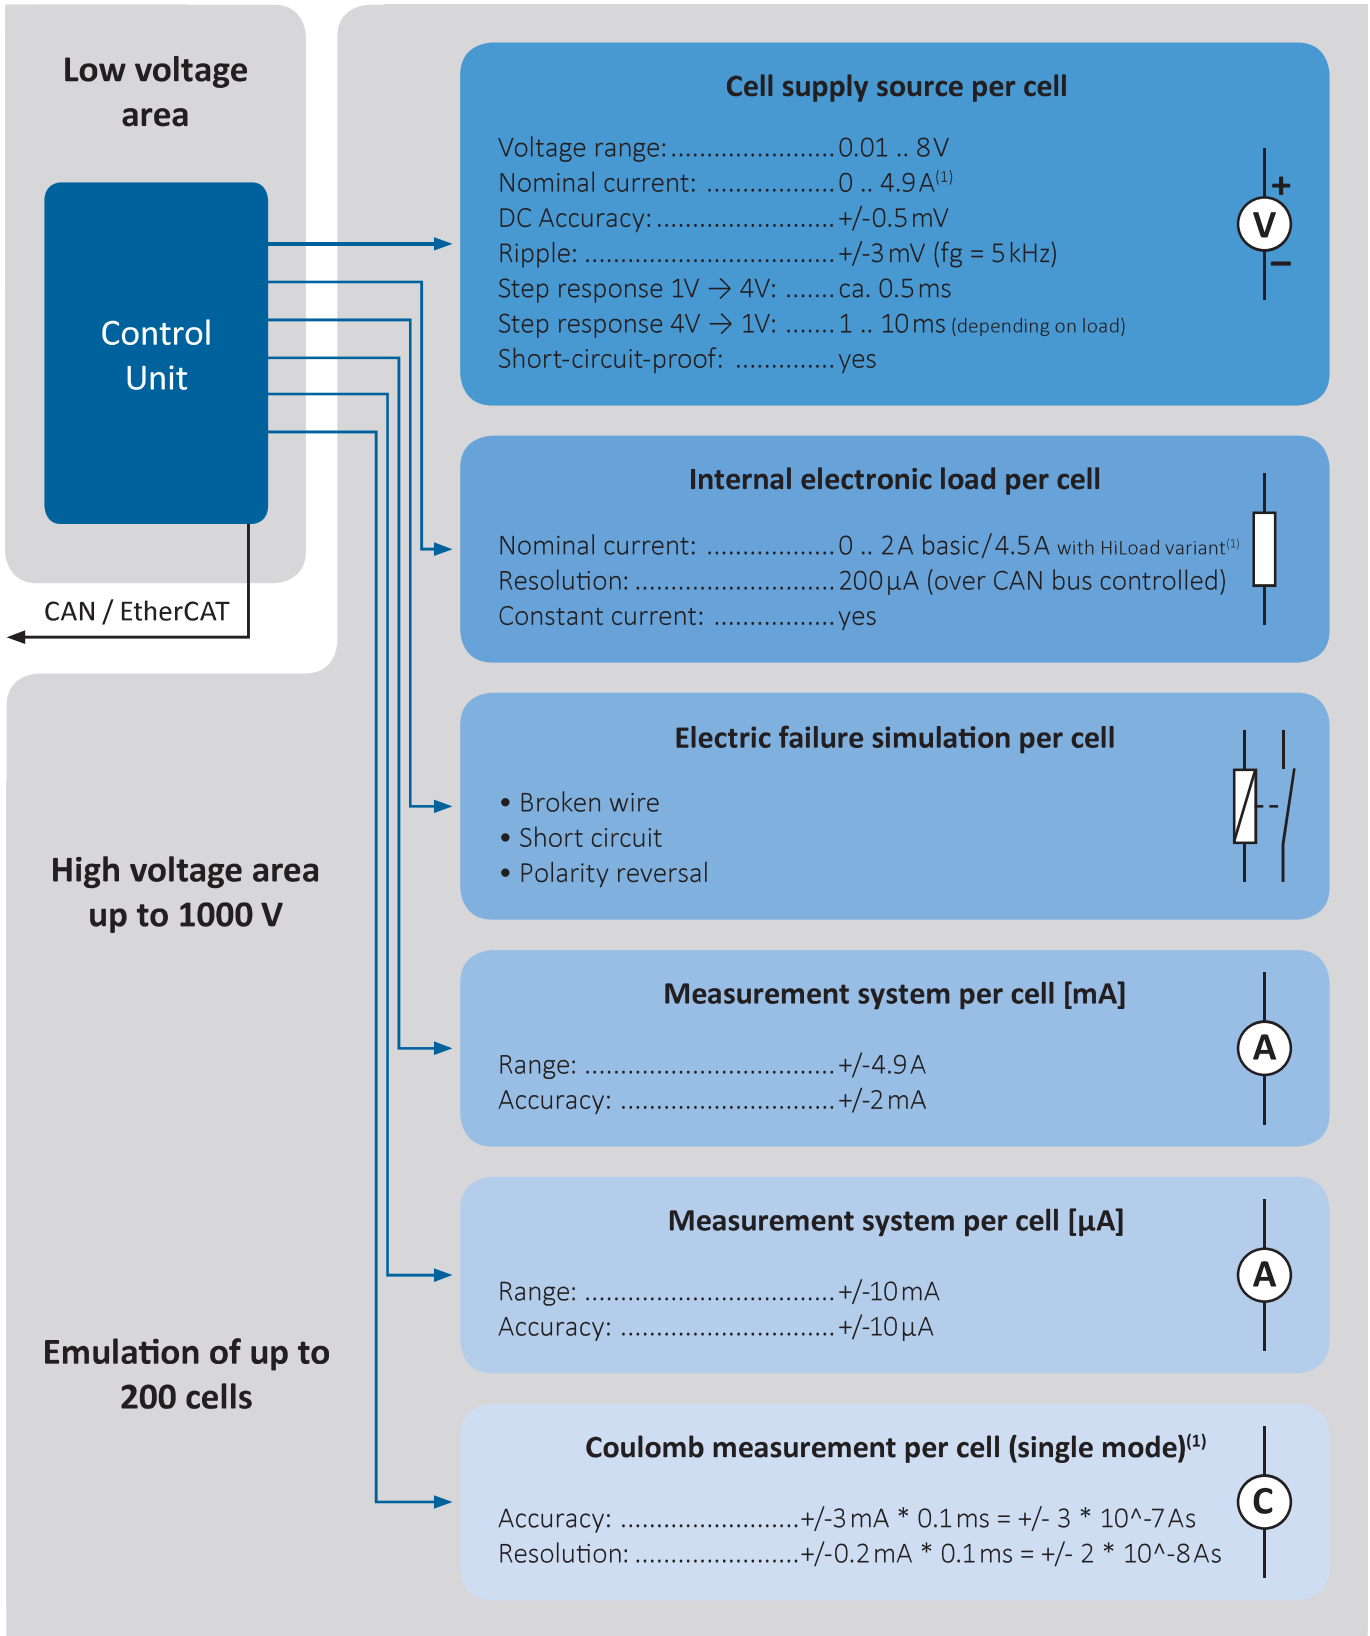 Low voltage
area
Control
Unit
CAN / EtherCAT
High voltage area
up to 1000 V
Emulation of up to
200 cells
Cell supply source per cell
Voltage range: ....................... 0.01 .. 8 V
Nominal current: .................. 0 .. 4.9 A(1)
DC Accuracy: ......................... +/-0.5 mV
Ripple: ................................... +/-3 mV (fg = 5 kHz)
Step response 1V → 4V: ....... ca. 0.5 ms
Step response 4V → 1V: ....... 1 .. 10 ms (depending on load)
Short-circuit-proof: .............. yes
V
+
−
Internal electronic load per cell
Nominal current: .................. 0 .. 2 A basic / 4.5 A with HiLoad variant(1)
Resolution: ............................ 200 µA (over CAN bus controlled)
Constant current: ................. yes
Electric failure simulation per cell
• Broken wire
• Short circuit
• Polarity reversal
Measurement system per cell [mA]
Range: ................................... +/-4.9 A
Accuracy: .............................. +/-2 mA
A
Measurement system per cell [µA]
Range: ................................... +/-10 mA
Accuracy: .............................. +/-10 µA
A
Coulomb measurement per cell (single mode)(1)
Accuracy: ......................... +/-3 mA * 0.1 ms = +/- 3 * 10^-7 As
Resolution: ....................... +/-0.2 mA * 0.1 ms = +/- 2 * 10^-8 As
C